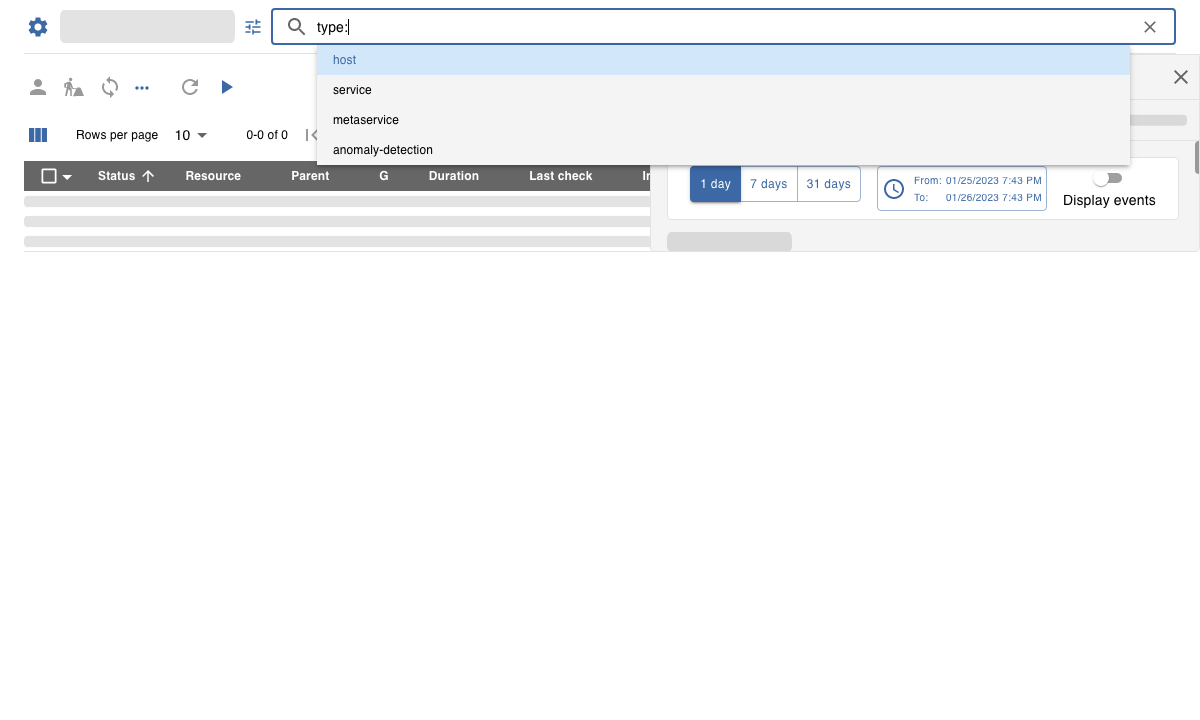 type:
host
service
metaservice
anomaly-detection
Rows per page 10 0-0 of 0
Status Resource Parent G Duration Last check
1 day 7 days 31 days
From: 01/25/2023 7:43 PM
To: 01/26/2023 7:43 PM
Display events